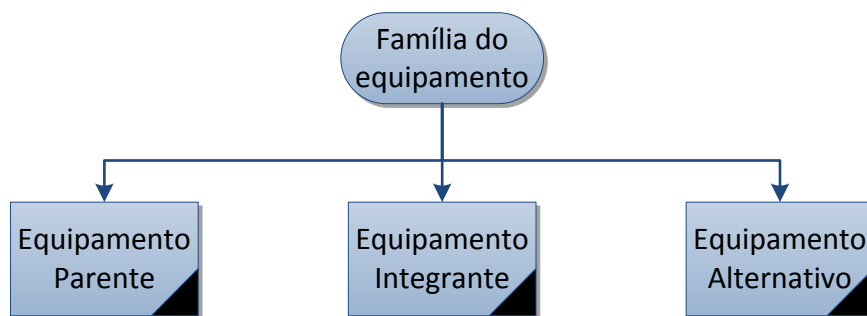 Família do
equipamento
Equipamento
Parente
Equipamento
Integrante
Equipamento
Alternativo